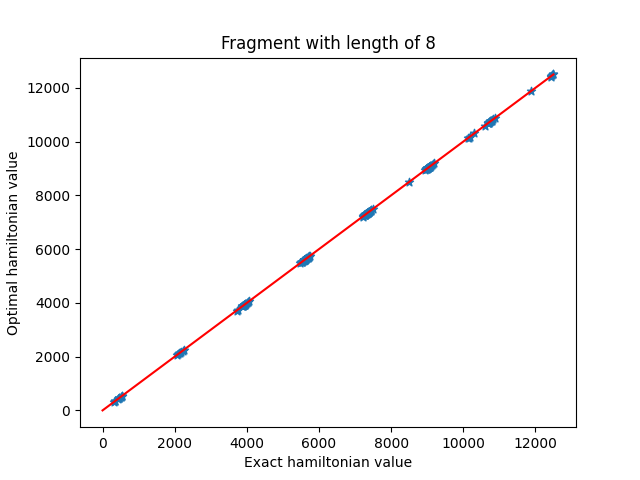 Fragment with length of 8
Optimal hamiltonian value
12000
10000
8000
6000
4000
2000
0
0 2000 4000 6000 8000 10000 12000
Exact hamiltonian value